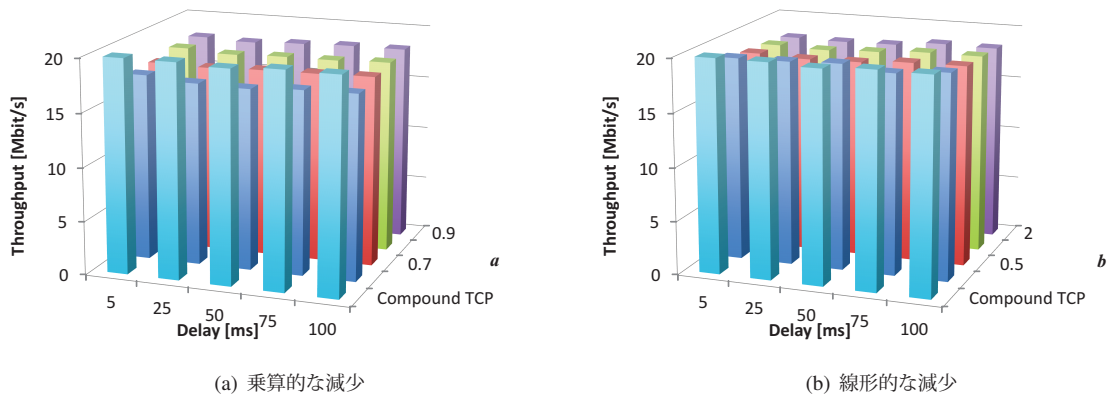 20
15
10
5
0
Throughput [Mbit/s]
5
25
50
75
100
Delay [ms]
Compound TCP
0.7
0.9
a
(a) 乗算的な減少
20
15
10
5
0
Throughput [Mbit/s]
5
25
50
75
100
Delay [ms]
Compound TCP
0.5
2
b
(b) 線形的な減少